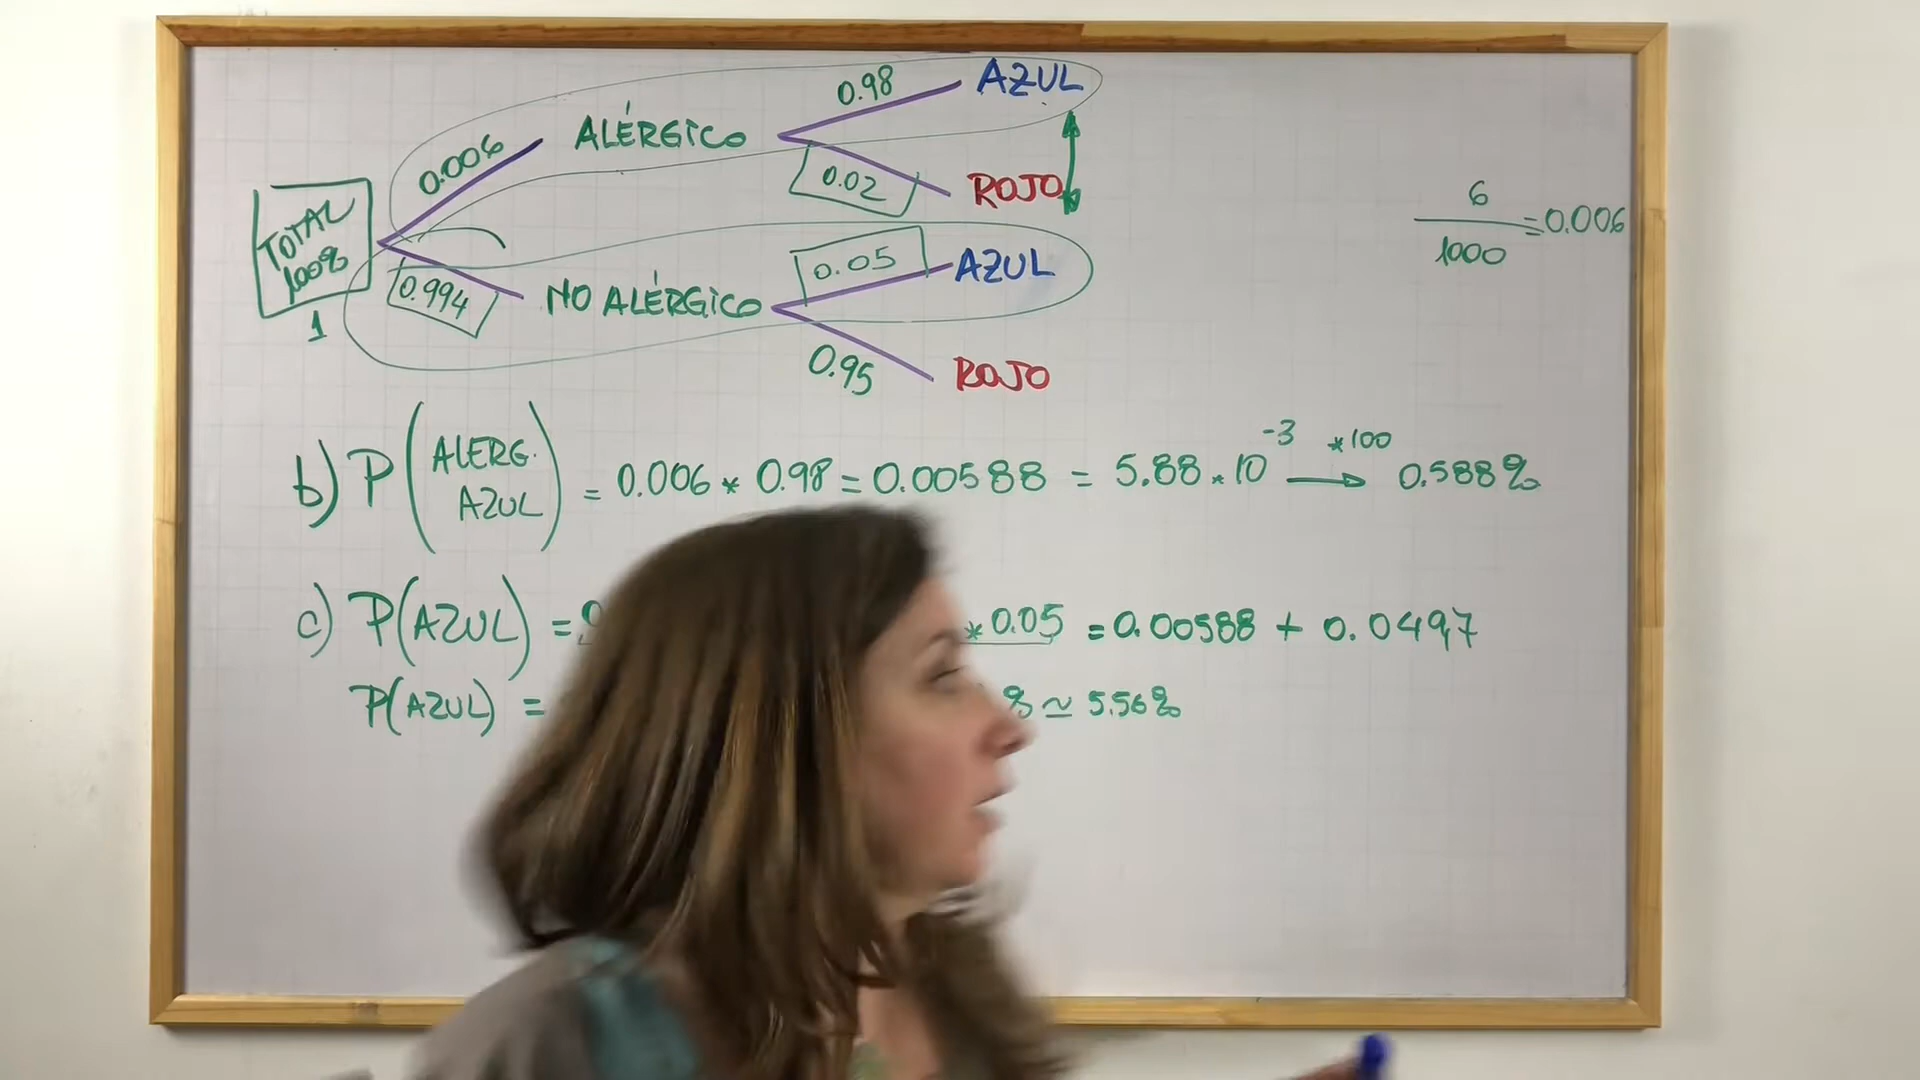 0.98 AZUL
0.006 ALÉRGICO
0.02 ROJO
TOTAL
100%
1
0.994 NO ALÉRGICO
0.05 AZUL
0.95 ROJO
6
1000
=0.006
b) P(ALERG. AZUL) = 0.006 * 0.98 = 0.00588 = 5.88 * 10^-3 *100 → 0.588%
c) P(AZUL) = * 0.05 = 0.00588 + 0.0497
P(AZUL) = % ≃ 5.56%